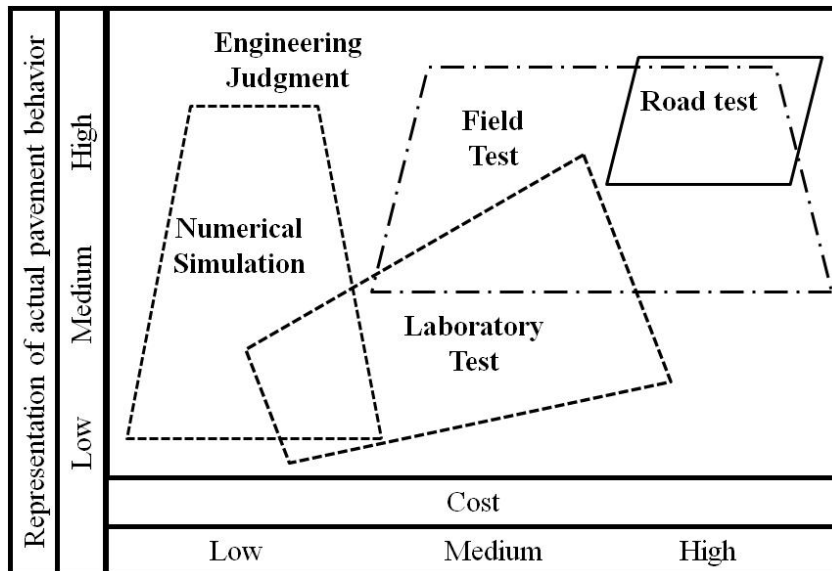 Representation of actual pavement behavior
High
Medium
Low
Engineering
Judgment
Numerical
Simulation
Field
Test
Road test
Laboratory
Test
Cost
Low
Medium
High